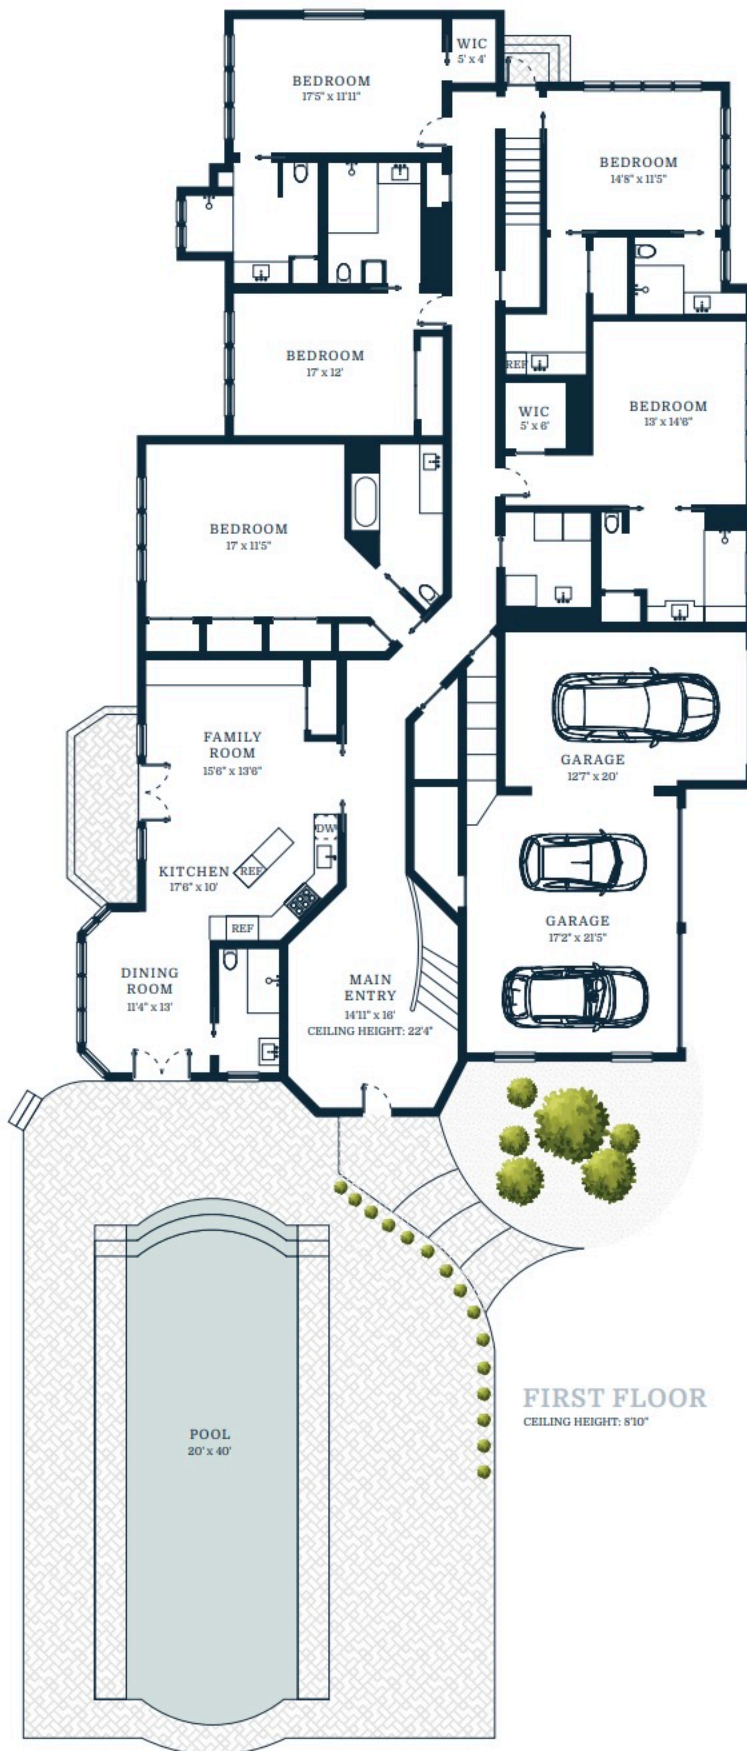 WIC
5' x 4'
BEDROOM
17'5" x 11'11"
BEDROOM
14'8" x 11'5"
BEDROOM
17' x 12'
REF
WIC
5' x 6'
BEDROOM
13' x 14'6"
BEDROOM
17' x 11'5"
FAMILY
ROOM
15'6" x 13'6"
GARAGE
12'7" x 20'
DW
KITCHEN
17'6" x 10'
REF
REF
GARAGE
17'2" x 21'5"
DINING
ROOM
11'4" x 13'
MAIN
ENTRY
14'11" x 16'
CEILING HEIGHT: 22'4"
FIRST FLOOR
CEILING HEIGHT: 8'10"
POOL
20' x 40'